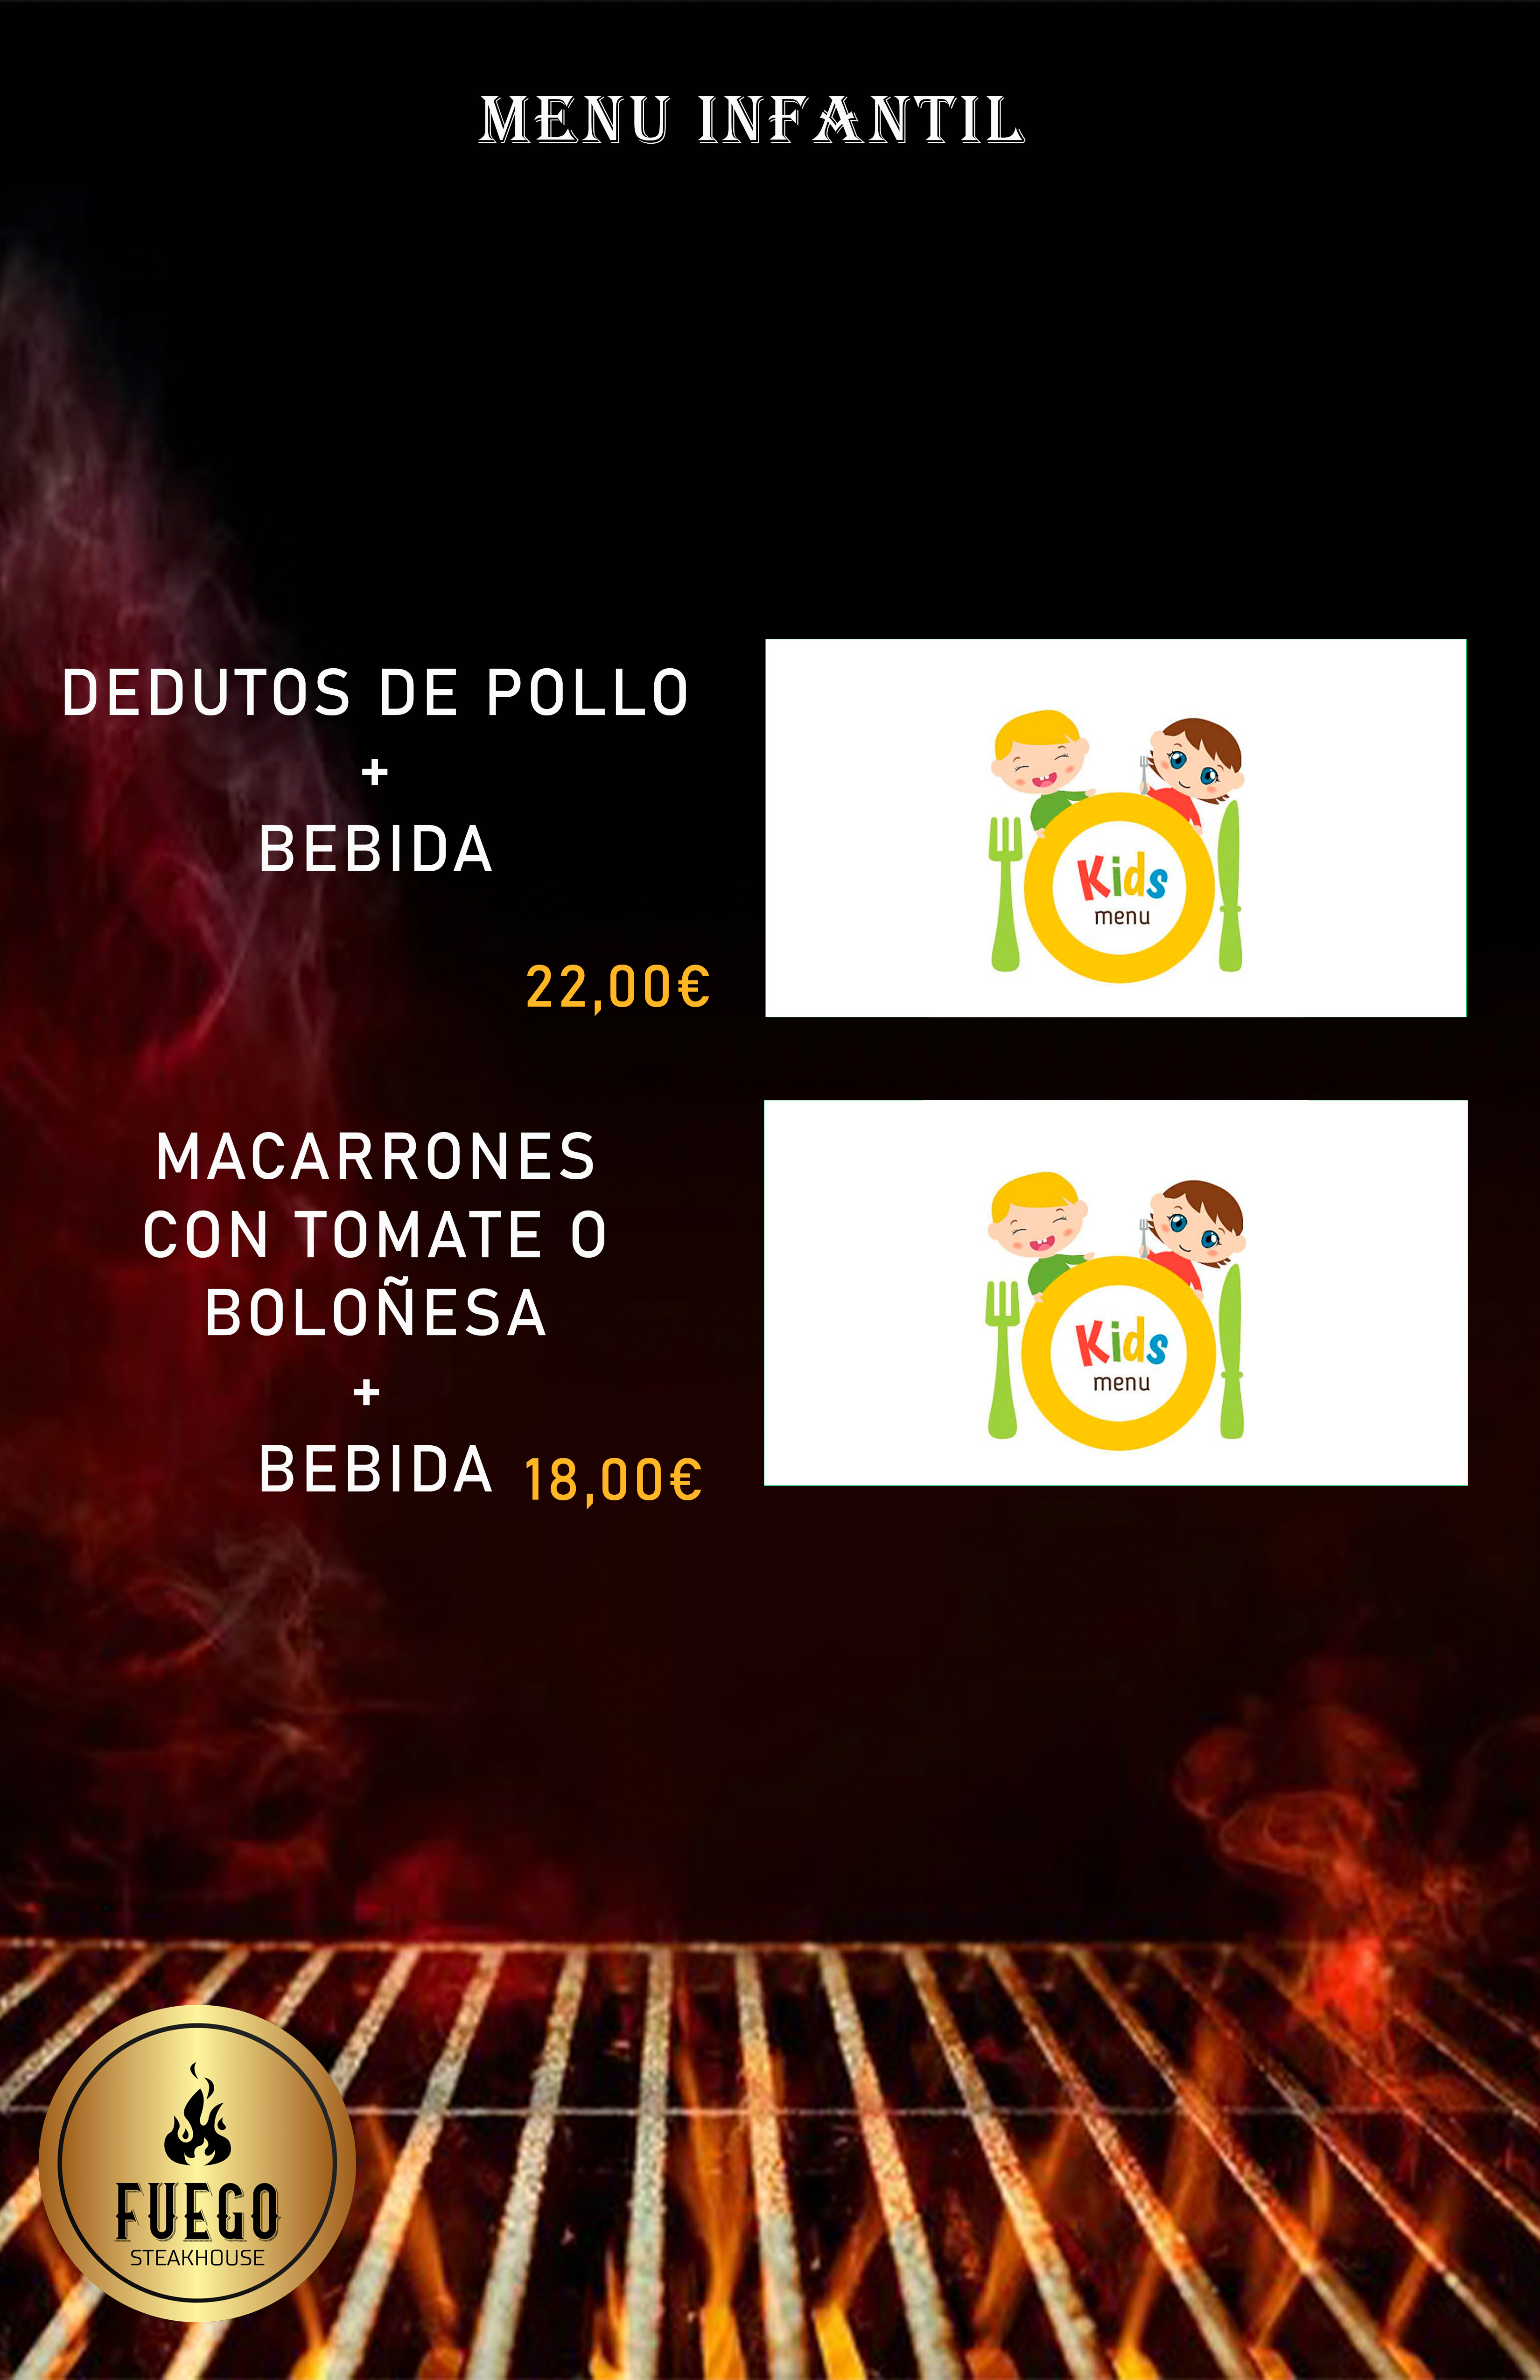 MENU INFANTIL
DEDUTOS DE POLLO
+
BEBIDA
22,00€
Kids
menu
MACARRONES
CON TOMATE O
BOLOÑESA
+
BEBIDA 18,00€
Kids
menu
FUEGO
STEAKHOUSE